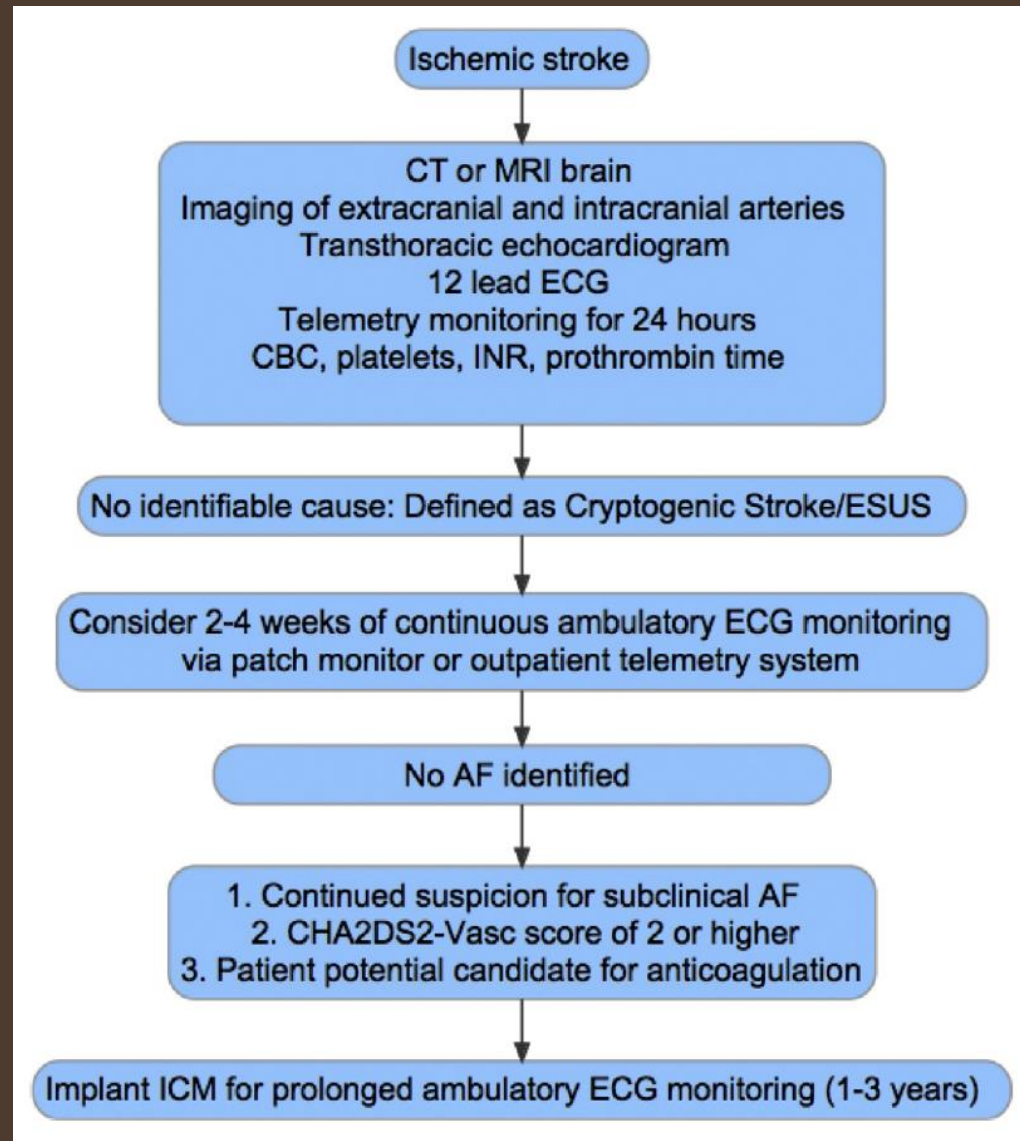 Ischemic stroke
CT or MRI brain
Imaging of extracranial and intracranial arteries
Transthoracic echocardiogram
12 lead ECG
Telemetry monitoring for 24 hours
CBC, platelets, INR, prothrombin time
No identifiable cause: Defined as Cryptogenic Stroke/ESUS
Consider 2-4 weeks of continuous ambulatory ECG monitoring
via patch monitor or outpatient telemetry system
No AF identified
1. Continued suspicion for subclinical AF
2. CHA2DS2-Vasc score of 2 or higher
3. Patient potential candidate for anticoagulation
Implant ICM for prolonged ambulatory ECG monitoring (1-3 years)